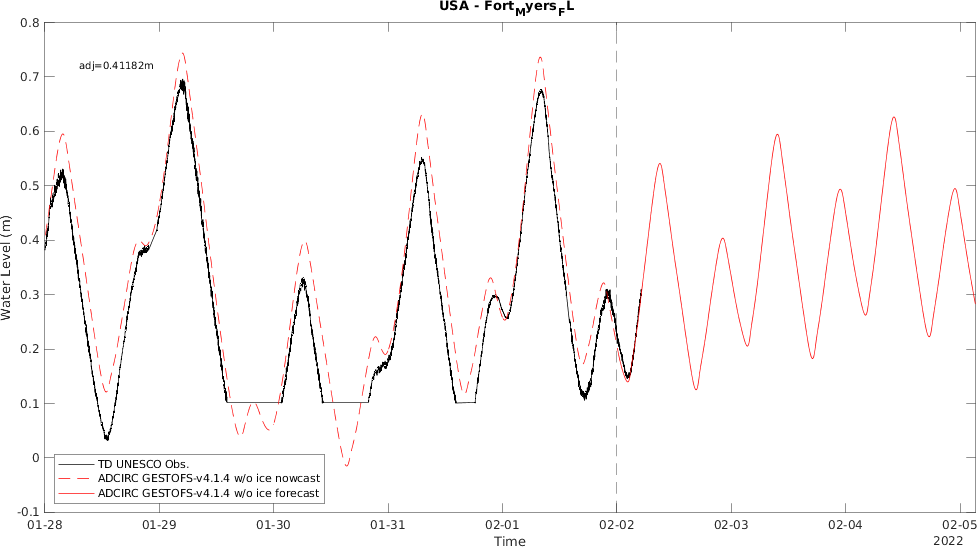 USA - FortMyersFL
0.8
adj=0.41182m
0.7
0.6
0.5
0.4
0.3
0.2
0.1
0
-0.1
Water Level (m)
TD UNESCO Obs.
ADCIRC GESTOFS-v4.1.4 w/o ice nowcast
ADCIRC GESTOFS-v4.1.4 w/o ice forecast
01-28 01-29 01-30 01-31 02-01 02-02 02-03 02-04 02-05
Time 2022